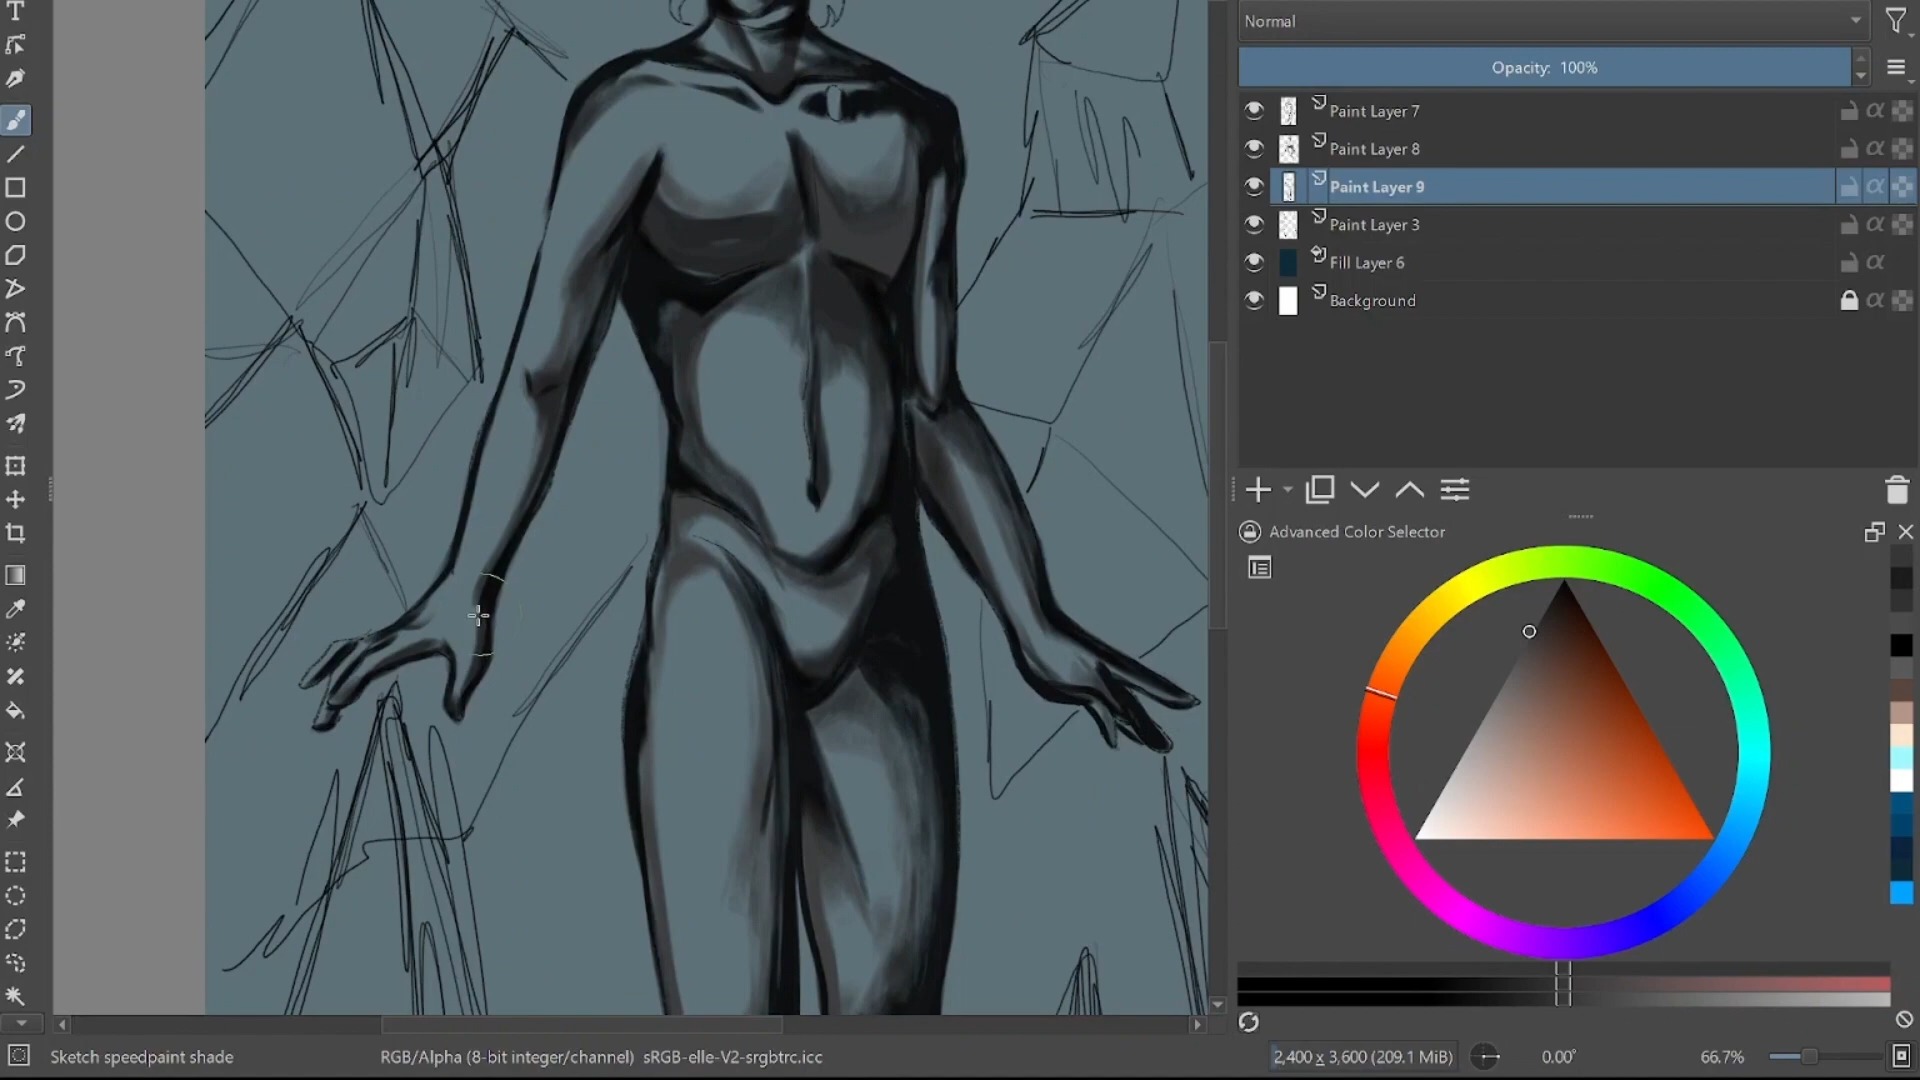 Normal
Opacity: 100%
Paint Layer 7
Paint Layer 8
Paint Layer 9
Paint Layer 3
Fill Layer 6
Background
Advanced Color Selector
Sketch speedpaint shade
RGB/Alpha (8-bit integer/channel) sRGB-elle-V2-srgbtrc.icc
2,400 x 3,600 (209.1 MiB)
0.00°
66.7%